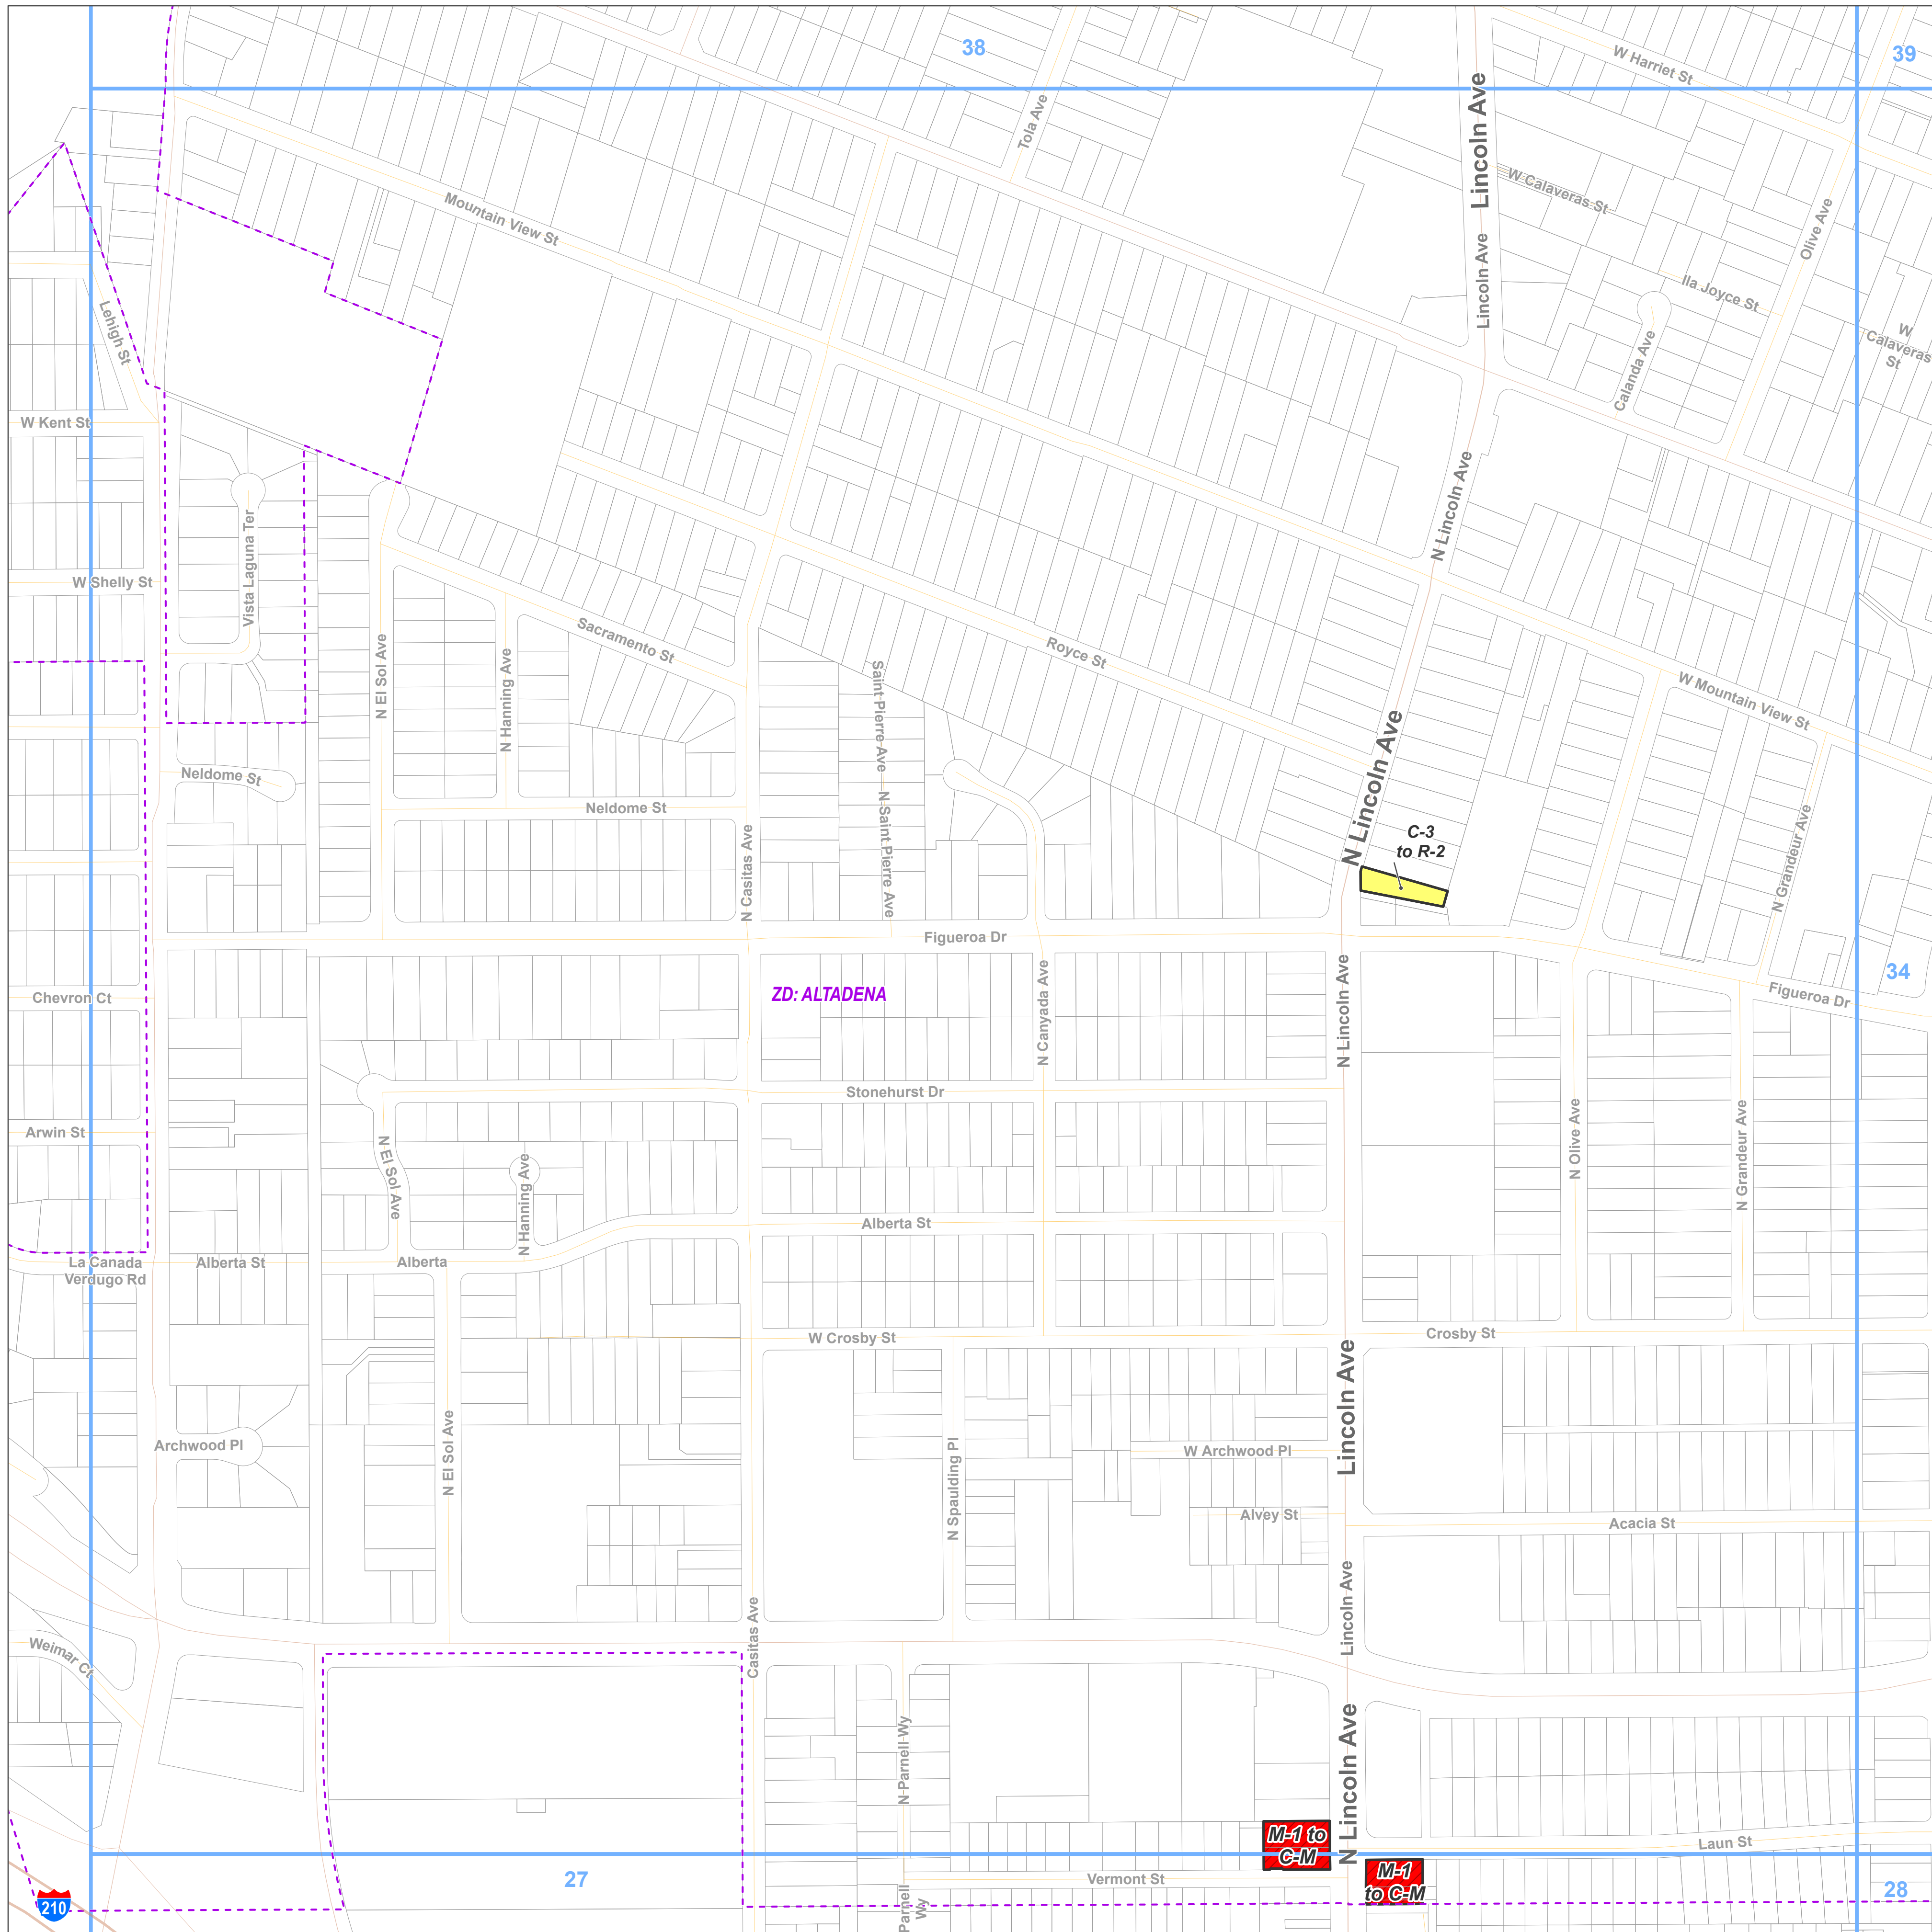 38
39
W Harriet St
Tola Ave
Lincoln Ave
W Calaveras St
Mountain View St
Olive Ave
Lincoln Ave
Ila Joyce St
Lehigh St
W
Calaveras
St
Calanda Ave
W Kent St
N Lincoln Ave
Vista Laguna Ter
W Shelly St
Sacramento St
Royce St
N El Sol Ave
N Hanning Ave
Saint Pierre Ave
W Mountain View St
N Lincoln Ave
Neldome St
Neldome St
N Saint Pierre Ave
N Casitas Ave
C-3
to R-2
N Grandeur Ave
Figueroa Dr
34
ZD: ALTADENA
Chevron Ct
N Canyada Ave
N Lincoln Ave
Figueroa Dr
Stonehurst Dr
Arwin St
N El Sol Ave
N Hanning Ave
N Olive Ave
N Grandeur Ave
Alberta St
La Canada
Verdugo Rd
Alberta St
Alberta
W Crosby St
Crosby St
Lincoln Ave
Archwood Pl
N El Sol Ave
N Spaulding Pl
W Archwood Pl
Alvey St
Acacia St
Lincoln Ave
Casitas Ave
Weimar Ct
N Parnell Wy
N Lincoln Ave
M-1 to
C-M
Laun St
27
Vermont St
M-1
to C-M
28
210
Parnell
Wy